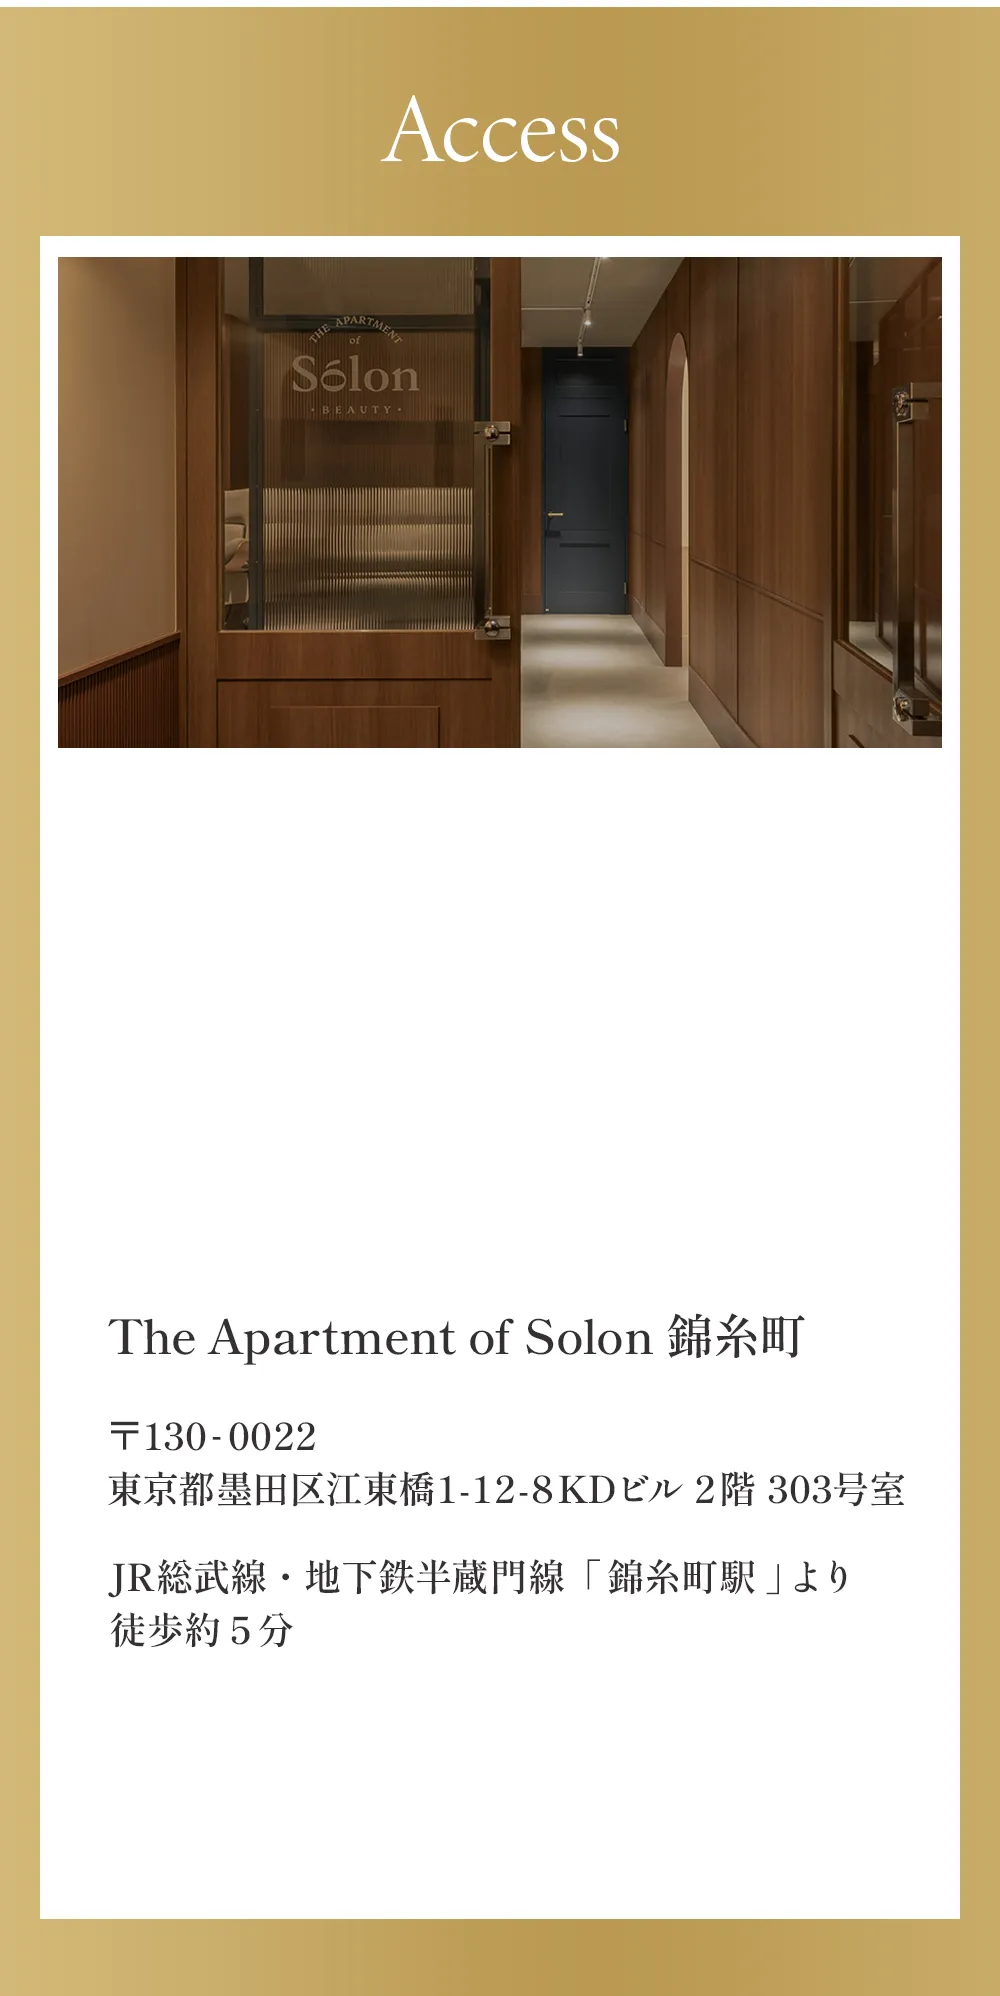 Access
THE APARTMENT
of
Sólon
・BEAUTY・
The Apartment of Solon 錦糸町
〒130-0022
東京都墨田区江東橋1-12-8KDビル 2階 303号室
JR総武線・地下鉄半蔵門線「錦糸町駅」より
徒歩約5分